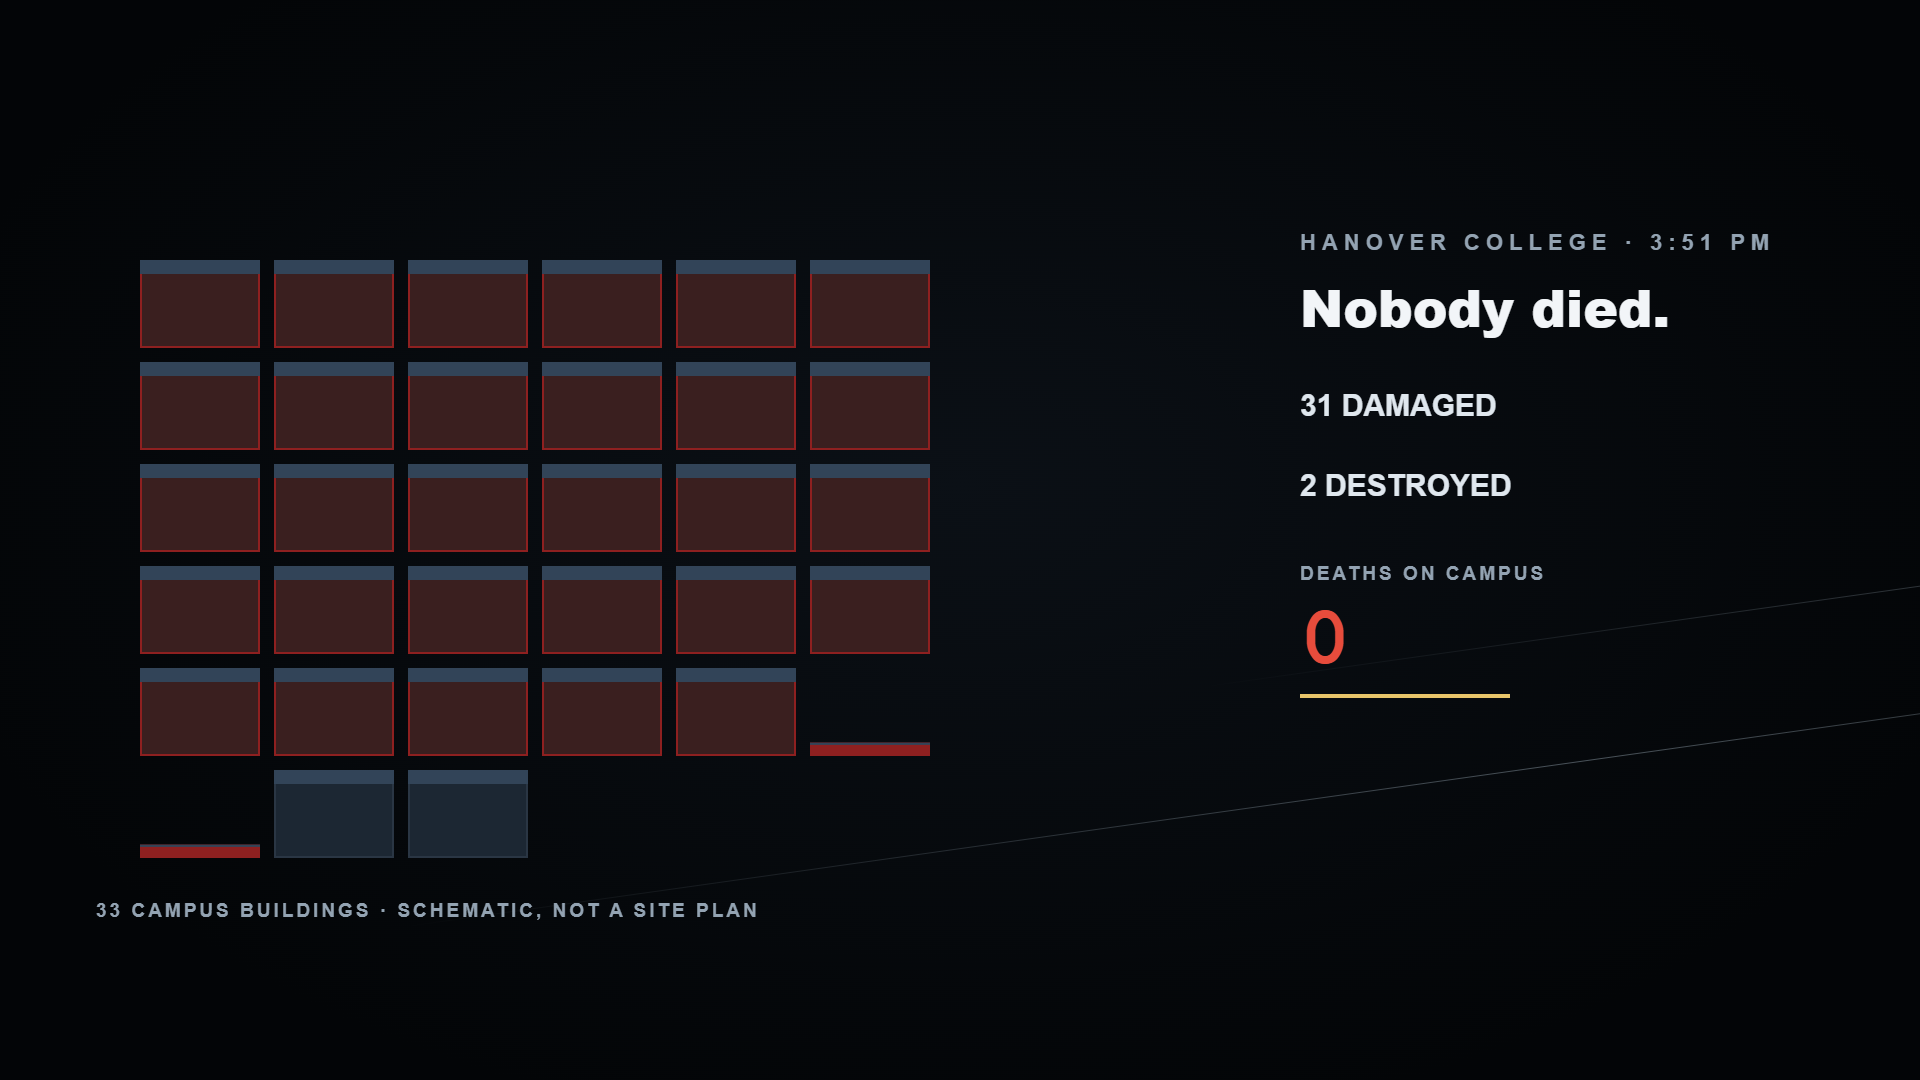 HANOVER COLLEGE · 3:51 PM
Nobody died.
31 DAMAGED
2 DESTROYED
DEATHS ON CAMPUS
0
33 CAMPUS BUILDINGS · SCHEMATIC, NOT A SITE PLAN